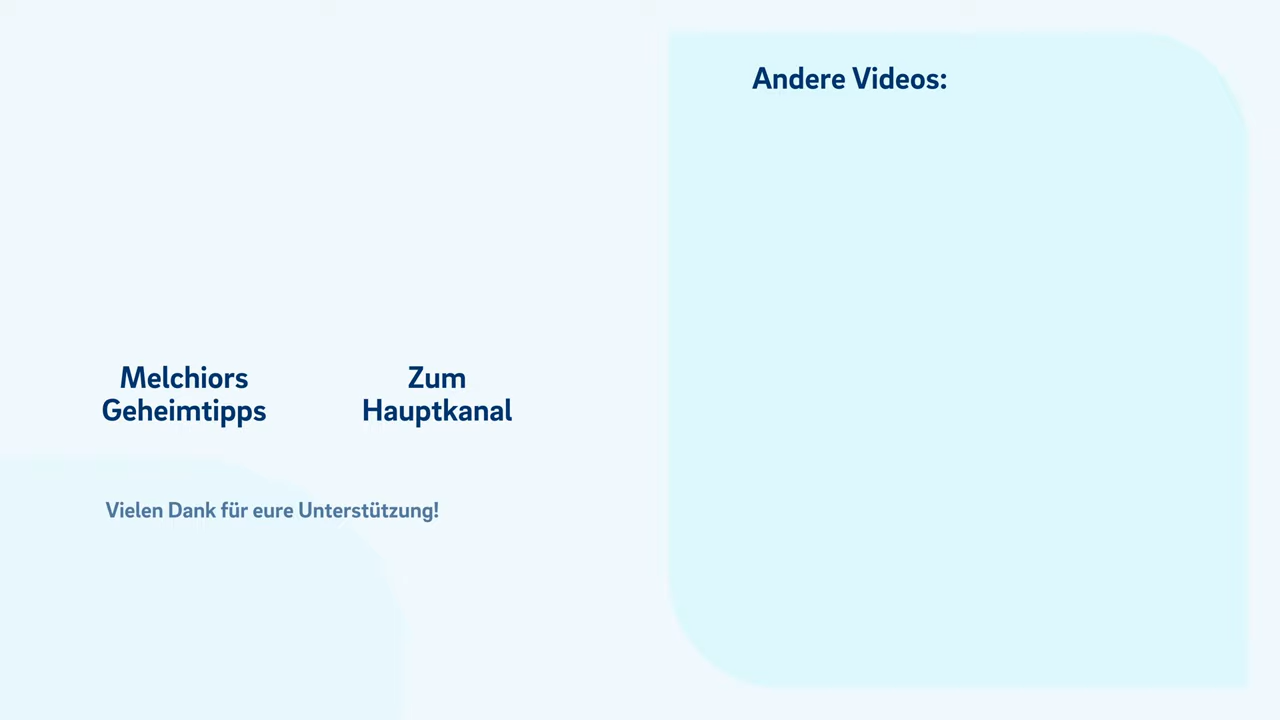 Andere Videos:
Melchiors
Geheimtipps
Zum
Hauptkanal
Vielen Dank für eure Unterstützung!